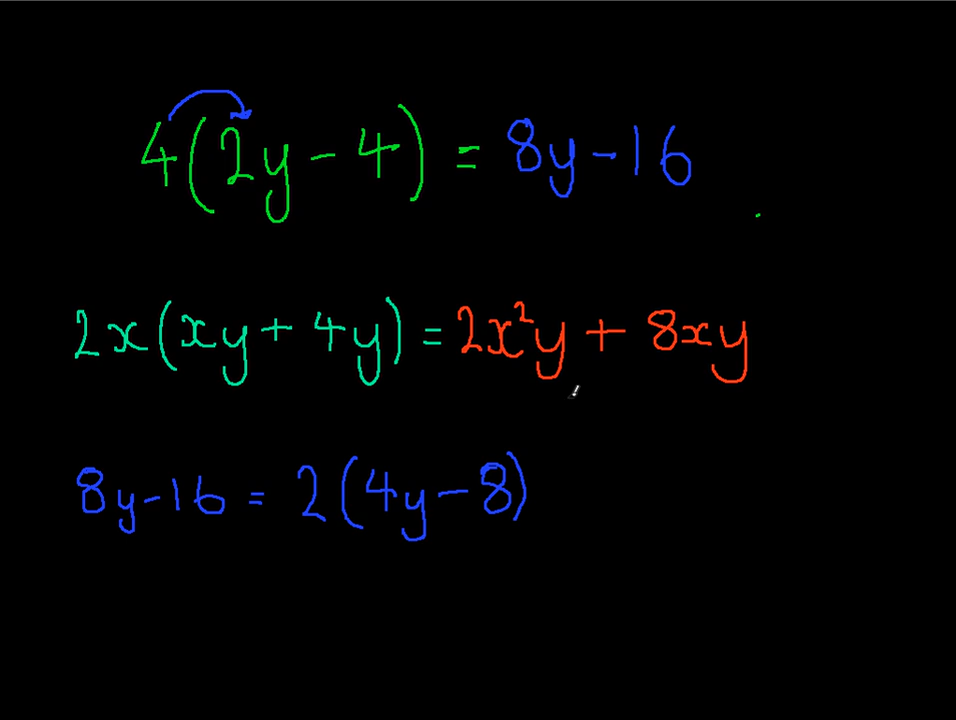 4(2y - 4) = 8y - 16
2x(xy + 4y) = 2x²y + 8xy
8y - 16 = 2(4y - 8)